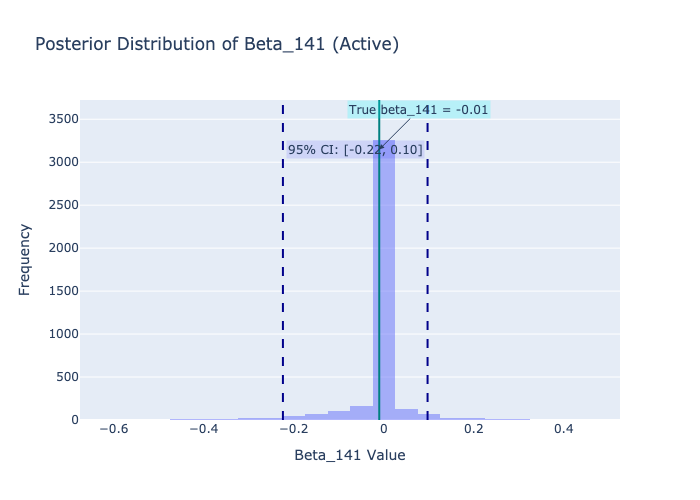 Posterior Distribution of Beta_141 (Active)
True beta_141 = -0.01
95% CI: [-0.22, 0.10]
3500
3000
2500
2000
1500
1000
500
0
Frequency
−0.6
−0.4
−0.2
0
0.2
0.4
Beta_141 Value